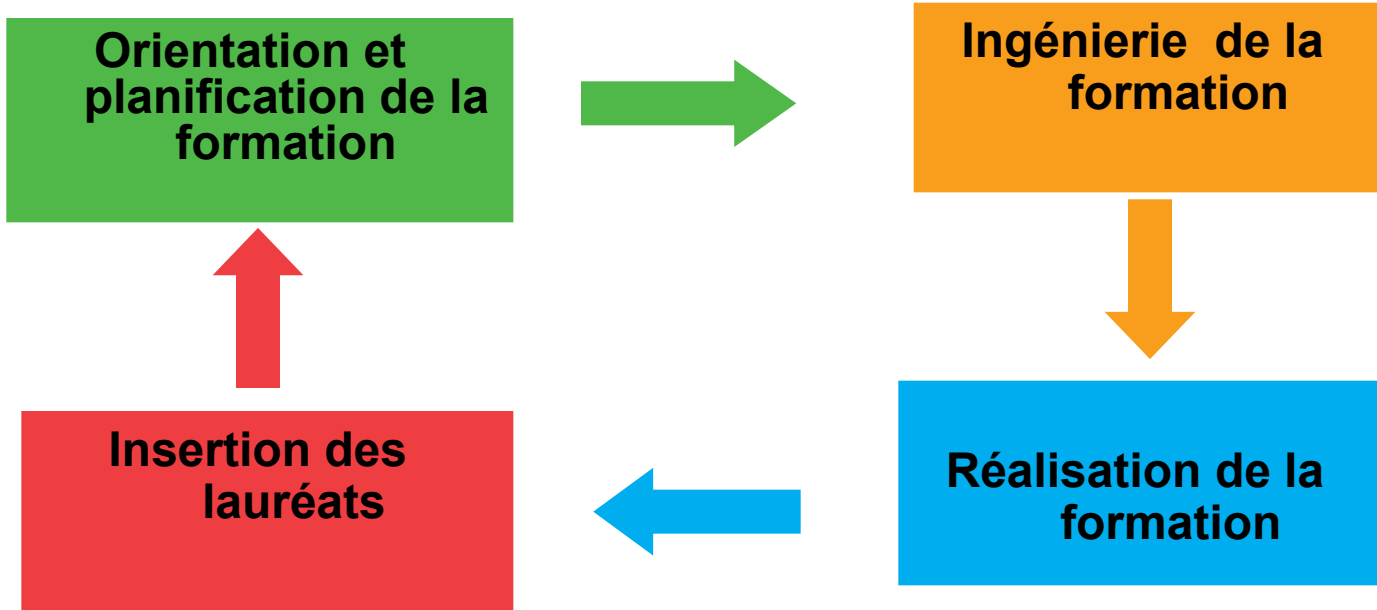 Orientation et
planification de la
formation
Ingénierie de la
formation
Insertion des
lauréats
Réalisation de la
formation